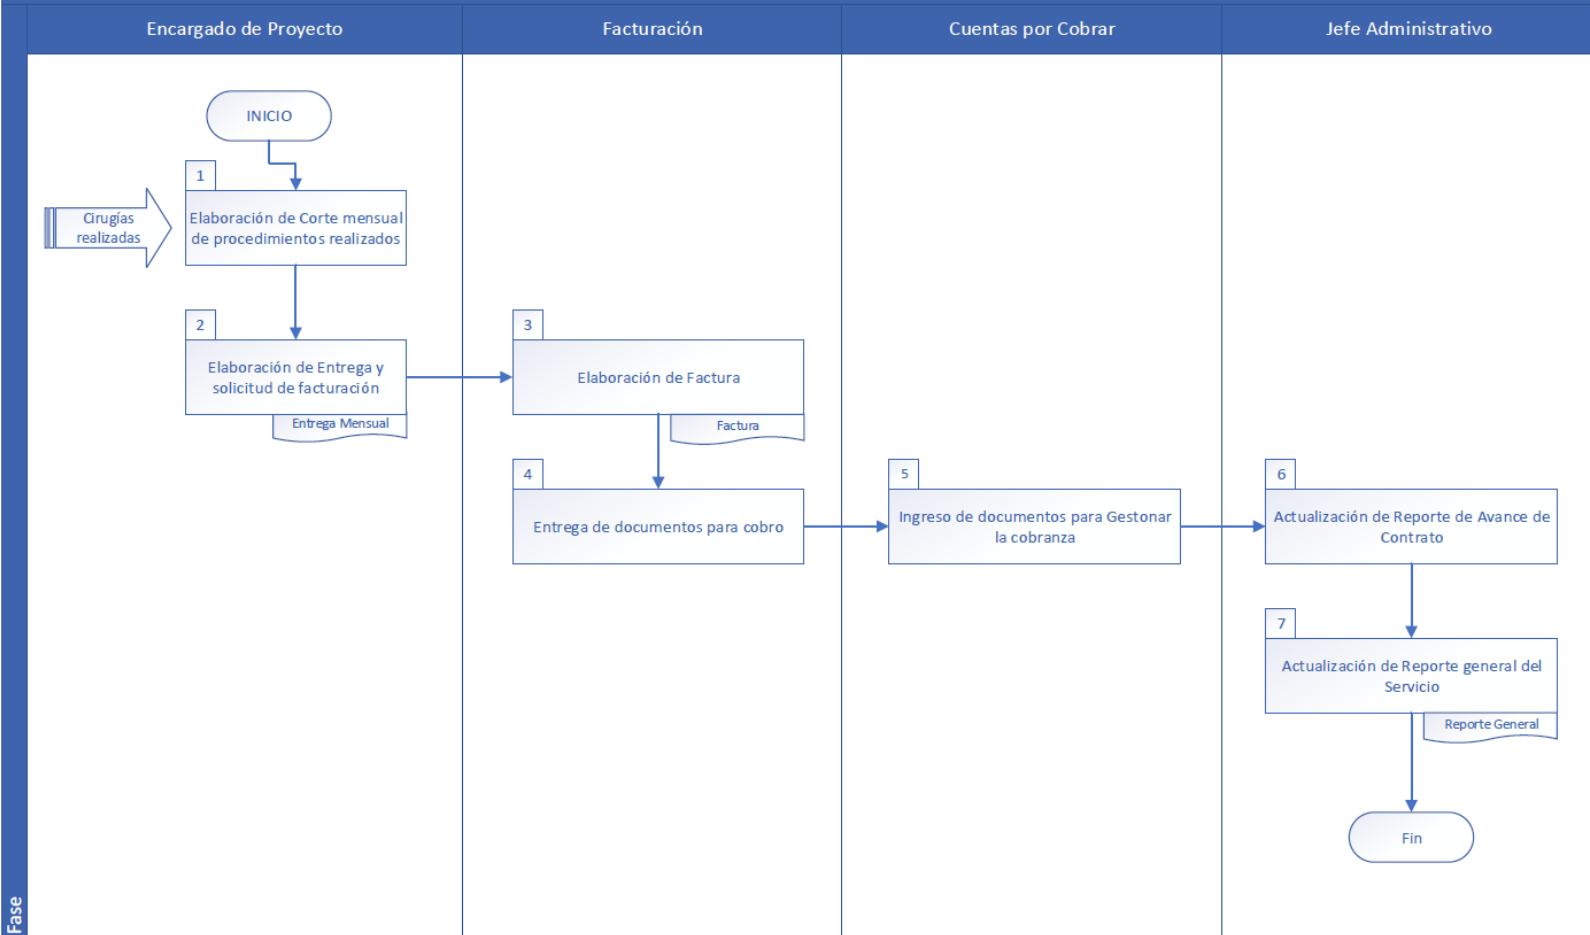 Encargado de Proyecto
Facturación
Cuentas por Cobrar
Jefe Administrativo
INICIO
1
Cirugías
realizadas
Elaboración de Corte mensual
de procedimientos realizados
2
Elaboración de Entrega y
solicitud de facturación
Entrega Mensual
3
Elaboración de Factura
Factura
4
Entrega de documentos para cobro
5
Ingreso de documentos para Gestonar
la cobranza
6
Actualización de Reporte de Avance de
Contrato
7
Actualización de Reporte general del
Servicio
Reporte General
Fin
Fase